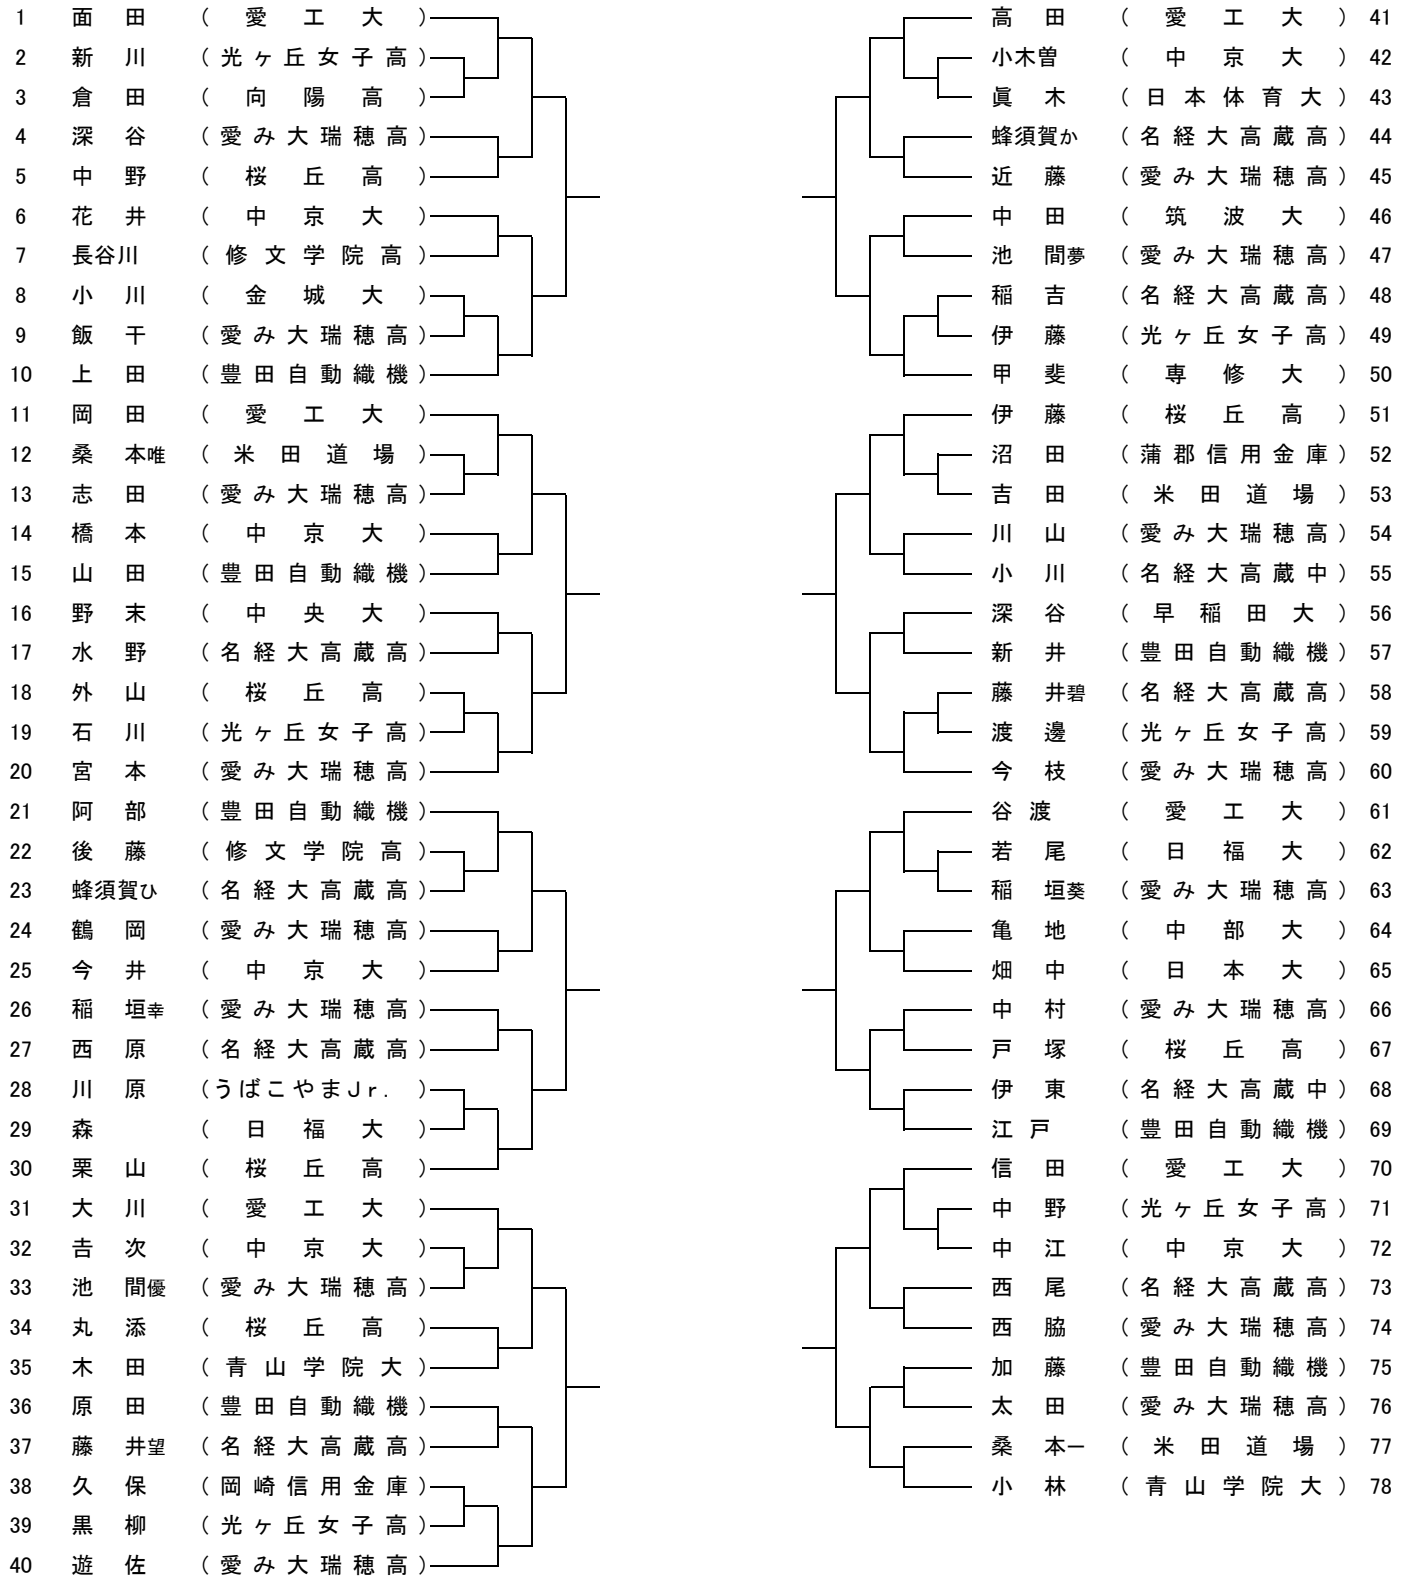 1 面田 (愛工大)
2 新川 (光ヶ丘女子高)
3 倉田 (向陽高)
4 深谷 (愛み大瑞穂高)
5 中野 (桜丘高)
6 花井 (中京大)
7 長谷川 (修文学院高)
8 小川 (金城大)
9 飯干 (愛み大瑞穂高)
10 上田 (豊田自動織機)
11 岡田 (愛工大)
12 桑本唯 (米田道場)
13 志田 (愛み大瑞穂高)
14 橋本 (中京大)
15 山田 (豊田自動織機)
16 野末 (中央大)
17 水野 (名経大高蔵高)
18 外山 (桜丘高)
19 石川 (光ヶ丘女子高)
20 宮本 (愛み大瑞穂高)
21 阿部 (豊田自動織機)
22 後藤 (修文学院高)
23 蜂須賀ひ (名経大高蔵高)
24 鶴岡 (愛み大瑞穂高)
25 今井 (中京大)
26 稲垣幸 (愛み大瑞穂高)
27 西原 (名経大高蔵高)
28 川原 (うばこやまJr.)
29 森 (日福大)
30 栗山 (桜丘高)
31 大川 (愛工大)
32 𠮷次 (中京大)
33 池間優 (愛み大瑞穂高)
34 丸添 (桜丘高)
35 木田 (青山学院大)
36 原田 (豊田自動織機)
37 藤井望 (名経大高蔵高)
38 久保 (岡崎信用金庫)
39 黒柳 (光ヶ丘女子高)
40 遊佐 (愛み大瑞穂高)
高田 (愛工大) 41
小木曽 (中京大) 42
眞木 (日本体育大) 43
蜂須賀か (名経大高蔵高) 44
近藤 (愛み大瑞穂高) 45
中田 (筑波大) 46
池間夢 (愛み大瑞穂高) 47
稲吉 (名経大高蔵高) 48
伊藤 (光ヶ丘女子高) 49
甲斐 (専修大) 50
伊藤 (桜丘高) 51
沼田 (蒲郡信用金庫) 52
吉田 (米田道場) 53
川山 (愛み大瑞穂高) 54
小川 (名経大高蔵中) 55
深谷 (早稲田大) 56
新井 (豊田自動織機) 57
藤井碧 (名経大高蔵高) 58
渡邊 (光ヶ丘女子高) 59
今枝 (愛み大瑞穂高) 60
谷渡 (愛工大) 61
若尾 (日福大) 62
稲垣葵 (愛み大瑞穂高) 63
亀地 (中部大) 64
畑中 (日本大) 65
中村 (愛み大瑞穂高) 66
戸塚 (桜丘高) 67
伊東 (名経大高蔵中) 68
江戸 (豊田自動織機) 69
信田 (愛工大) 70
中野 (光ヶ丘女子高) 71
中江 (中京大) 72
西尾 (名経大高蔵高) 73
西脇 (愛み大瑞穂高) 74
加藤 (豊田自動織機) 75
太田 (愛み大瑞穂高) 76
桑本一 (米田道場) 77
小林 (青山学院大) 78